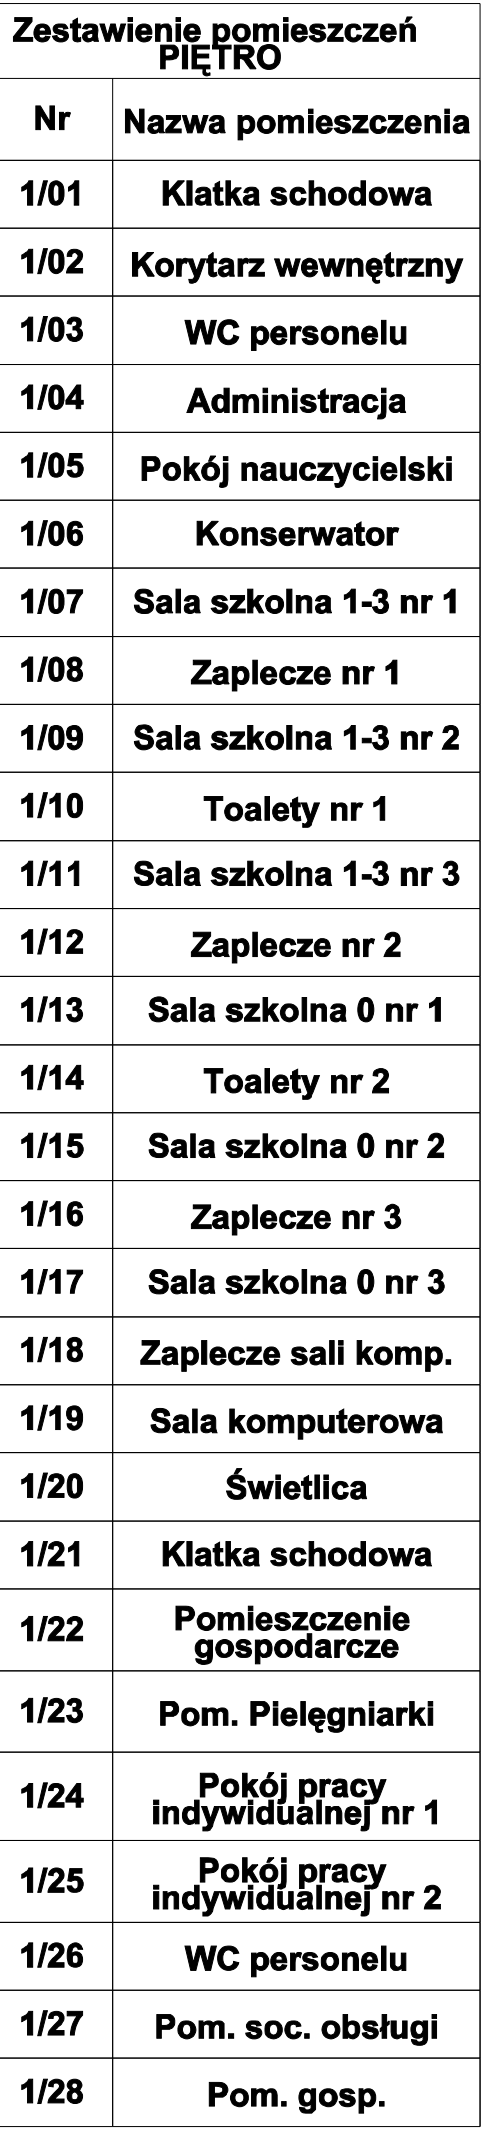 Zestawienie pomieszczeń
PIĘTRO
Nr Nazwa pomieszczenia
1/01 Klatka schodowa
1/02 Korytarz wewnętrzny
1/03 WC personelu
1/04 Administracja
1/05 Pokój nauczycielski
1/06 Konserwator
1/07 Sala szkolna 1-3 nr 1
1/08 Zaplecze nr 1
1/09 Sala szkolna 1-3 nr 2
1/10 Toalety nr 1
1/11 Sala szkolna 1-3 nr 3
1/12 Zaplecze nr 2
1/13 Sala szkolna 0 nr 1
1/14 Toalety nr 2
1/15 Sala szkolna 0 nr 2
1/16 Zaplecze nr 3
1/17 Sala szkolna 0 nr 3
1/18 Zaplecze sali komp.
1/19 Sala komputerowa
1/20 Świetlica
1/21 Klatka schodowa
1/22 Pomieszczenie
gospodarcze
1/23 Pom. Pielęgniarki
1/24 Pokój pracy
indywidualnej nr 1
1/25 Pokój pracy
indywidualnej nr 2
1/26 WC personelu
1/27 Pom. soc. obsługi
1/28 Pom. gosp.